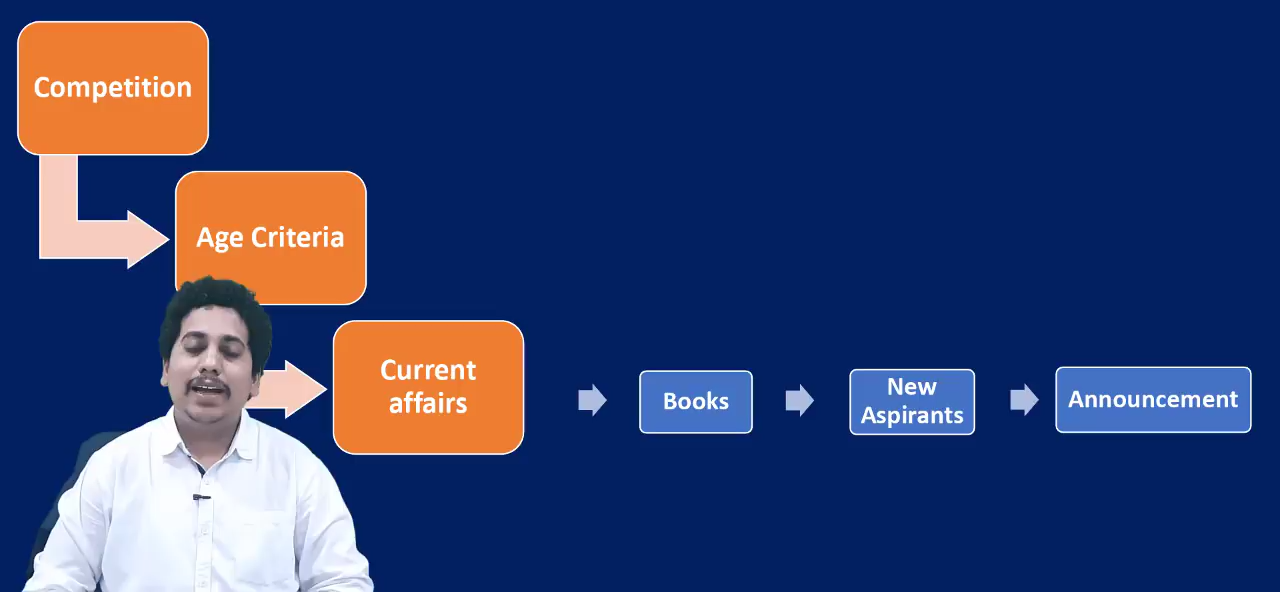 Competition
Age Criteria
Current
affairs
Books
New
Aspirants
Announcement